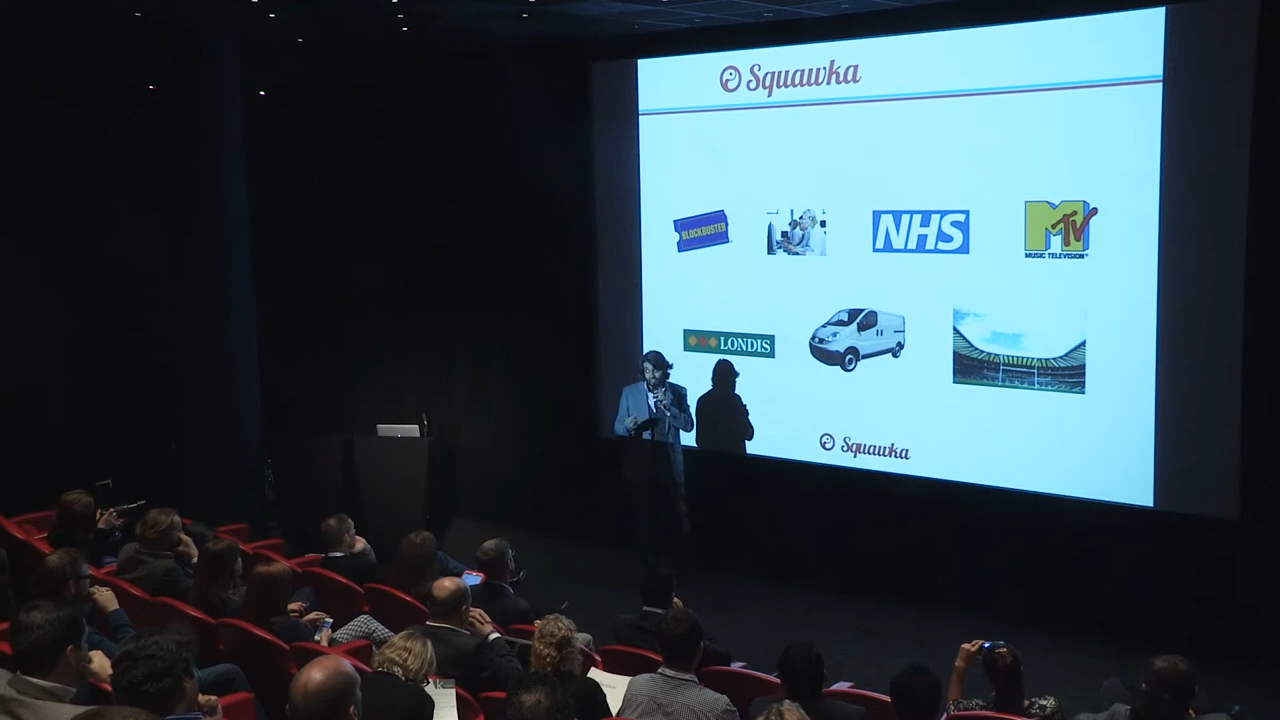 Squawka
BLOCKBUSTER
NHS
MTV
MUSIC TELEVISION®
LONDIS
Squawka